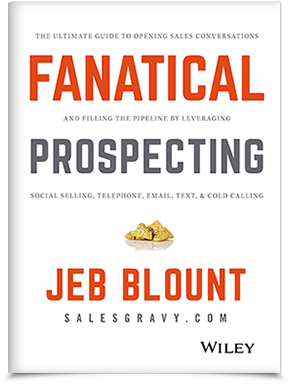 THE ULTIMATE GUIDE TO OPENING SALES CONVERSATIONS
FANATICAL
AND FILLING THE PIPELINE BY LEVERAGING
PROSPECTING
SOCIAL SELLING, TELEPHONE, EMAIL, TEXT, & COLD CALLING
JEB BLOUNT
SALESGRAVY.COM
WILEY